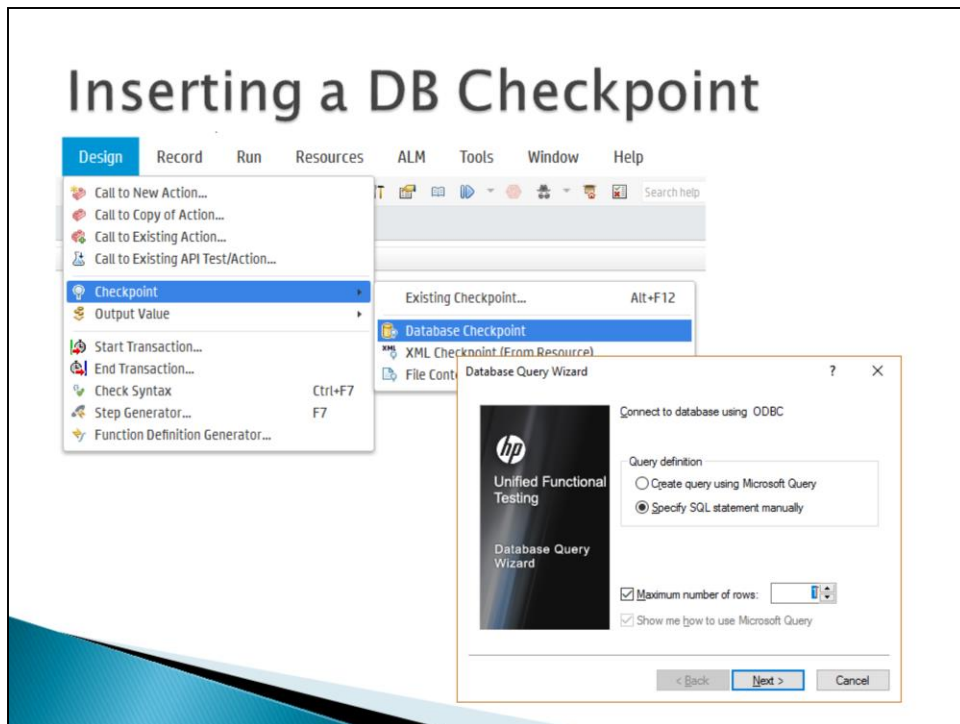 Inserting a DB Checkpoint
Design Record Run Resources ALM Tools Window Help
Search help
Call to New Action...
Call to Copy of Action...
Call to Existing Action...
Call to Existing API Test/Action...
Checkpoint
Output Value
Start Transaction...
End Transaction...
Check Syntax Ctrl+F7
Step Generator... F7
Function Definition Generator...
Existing Checkpoint... Alt+F12
Database Checkpoint
XML XML Checkpoint (From Resource)
File Cont
Database Query Wizard ? X
hp
Unified Functional
Testing
Database Query
Wizard
Connect to database using ODBC
Query definition
Create query using Microsoft Query
Specify SQL statement manually
Maximum number of rows: 1
Show me how to use Microsoft Query
< Back Next > Cancel